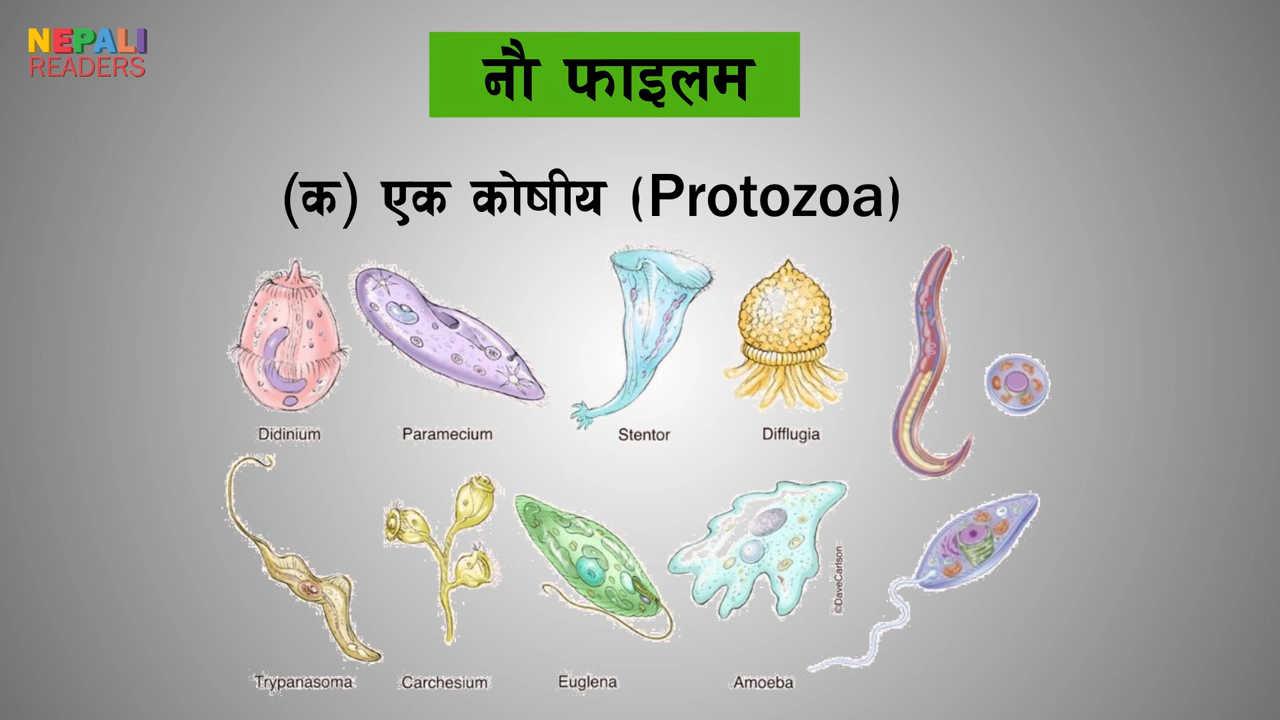 NEPALI
READERS
नौ फाइलम
(क) एक कोषीय (Protozoa)
Didinium
Paramecium
Stentor
Difflugia
©DaveCarlson
Trypanasoma
Carchesium
Euglena
Amoeba